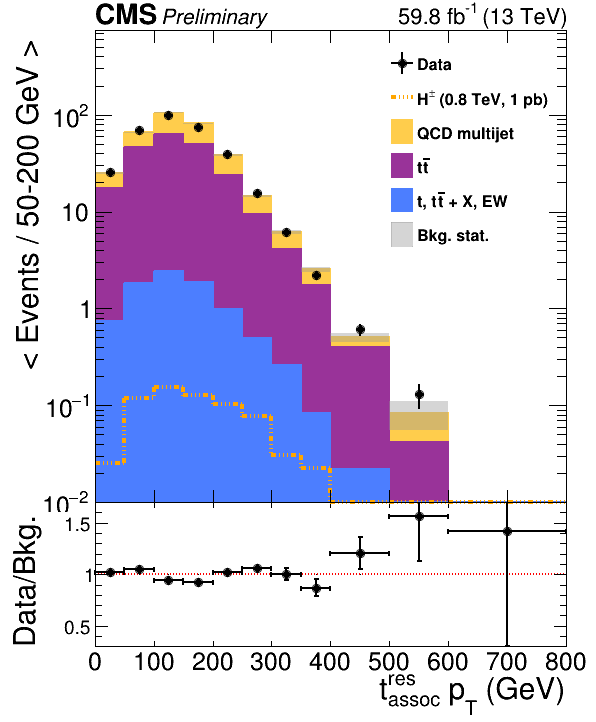 CMS Preliminary 59.8 fb⁻¹ (13 TeV)
< Events / 50-200 GeV >
10²
10
1
10⁻¹
10⁻²
Data
H± (0.8 TeV, 1 pb)
QCD multijet
tt̄
t, tt̄ + X, EW
Bkg. stat.
Data/Bkg.
1.5
1
0.5
0 100 200 300 400 500 600 700 800
t^res_assoc p_T (GeV)